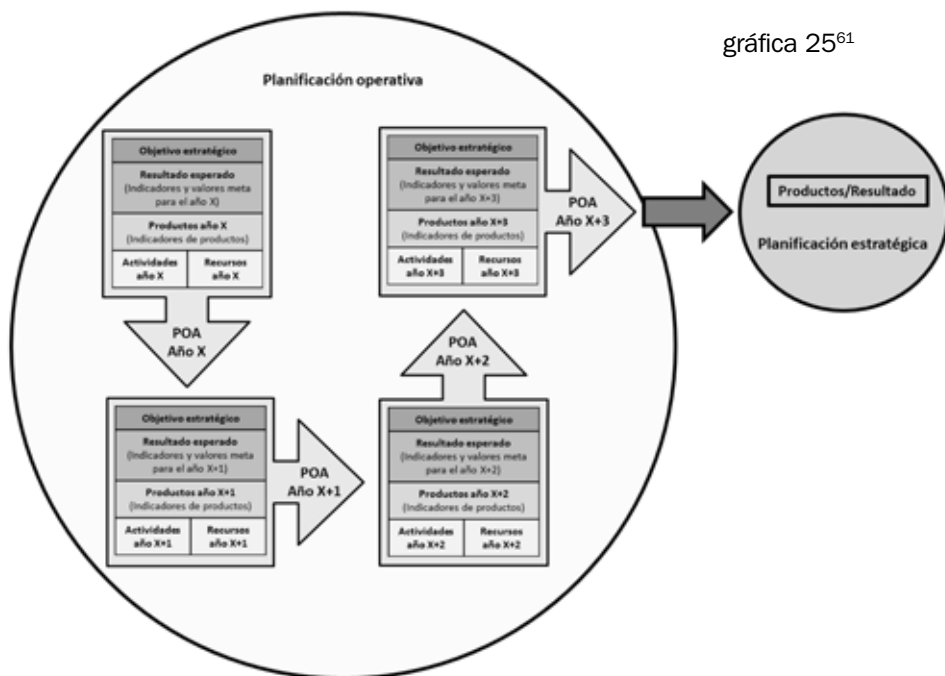 gráfica 25⁶¹
Planificación operativa
Objetivo estratégico
Resultado esperado
(Indicadores y valores meta
para el año X)
Productos año X
(Indicadores de productos)
Actividades
año X
Recursos
año X
POA
Año X
Objetivo estratégico
Resultado esperado
(Indicadores y valores meta
para el año X+1)
Productos año X+1
(Indicadores de productos)
Actividades
año X+1
Recursos
año X+1
POA
Año X+1
Objetivo estratégico
Resultado esperado
(Indicadores y valores meta
para el año X+2)
Productos año X+2
(Indicadores de productos)
Actividades
año X+2
Recursos
año X+2
POA
Año X+2
Objetivo estratégico
Resultado esperado
(Indicadores y valores meta
para el año X+3)
Productos año X+3
(Indicadores de productos)
Actividades
año X+3
Recursos
año X+3
POA
Año X+3
Productos/Resultado
Planificación estratégica